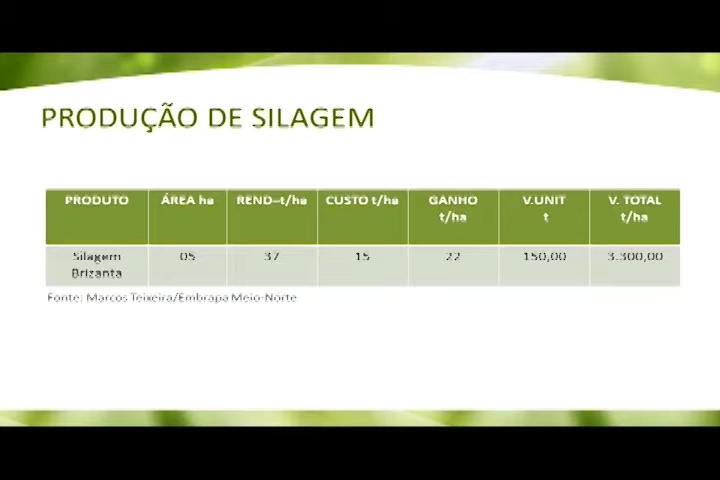 PRODUÇÃO DE SILAGEM
PRODUTO ÁREA ha REND–t/ha CUSTO t/ha GANHO t/ha V.UNIT t V. TOTAL t/ha
Silagem Brizanta 05 37 15 22 150,00 3.300,00
Fonte: Marcos Teixeira/Embrapa Meio-Norte